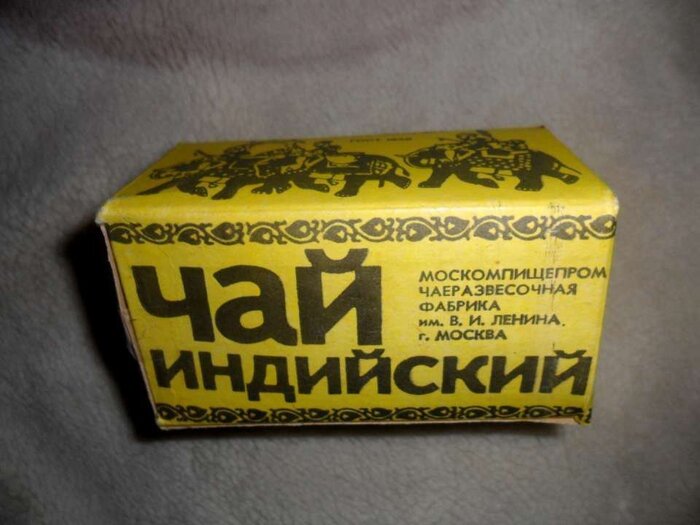 ЧАЙ
ИНДИЙСКИЙ
МОСКОМПИЩЕПРОМ
ЧАЕРАЗВЕСОЧНАЯ
ФАБРИКА
им. В. И. ЛЕНИНА
г. МОСКВА